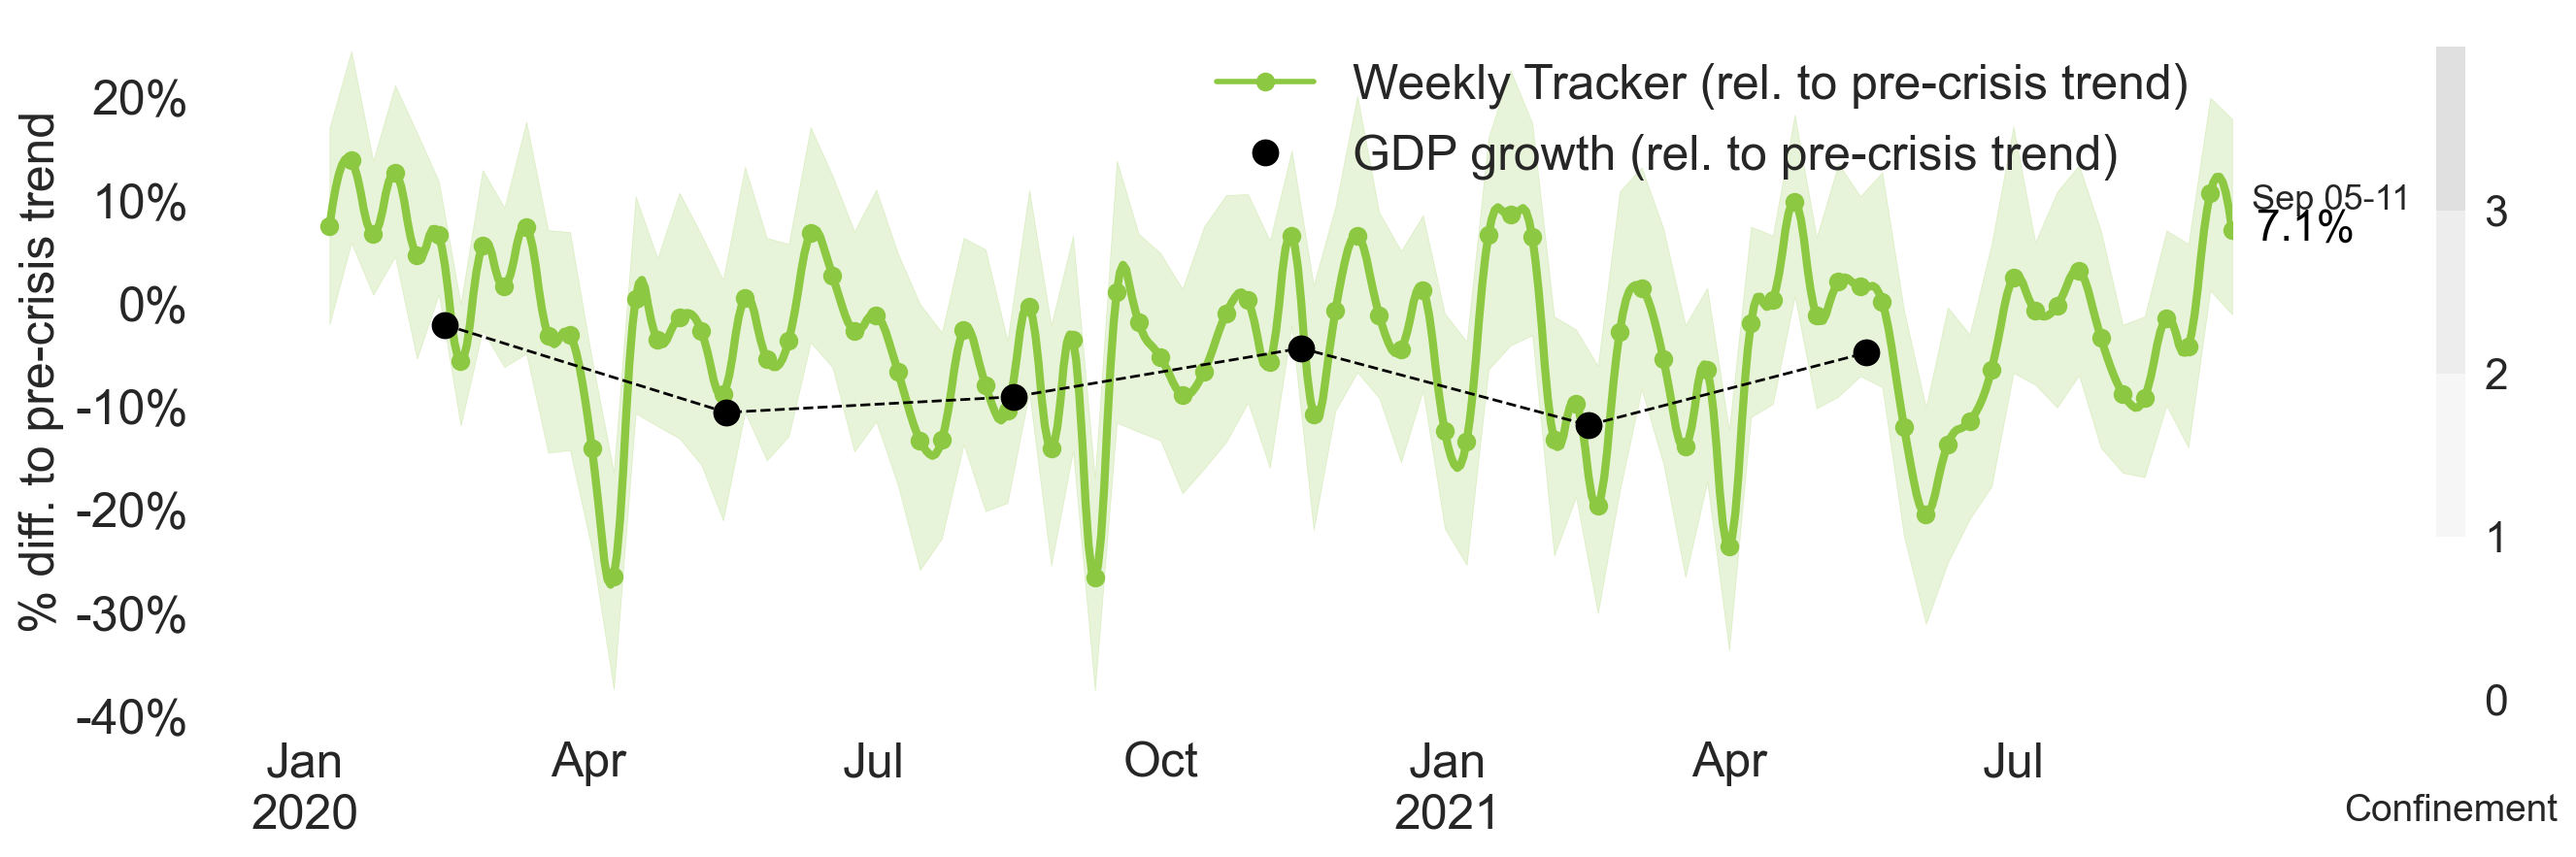 % diff. to pre-crisis trend
20%
10%
0%
-10%
-20%
-30%
-40%
Weekly Tracker (rel. to pre-crisis trend)
GDP growth (rel. to pre-crisis trend)
Sep 05-11
7.1%
3
2
1
0
Jan Apr Jul Oct Jan Apr Jul
2020 2021
Confinement